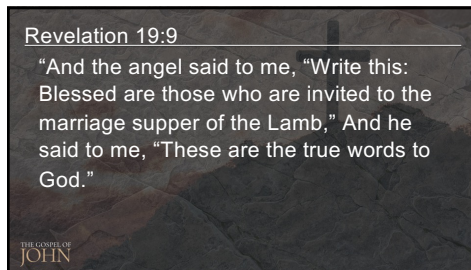 Revelation 19:9
“And the angel said to me, “Write this:
Blessed are those who are invited to the
marriage supper of the Lamb,” And he
said to me, “These are the true words to
God.”
THE GOSPEL OF
JOHN